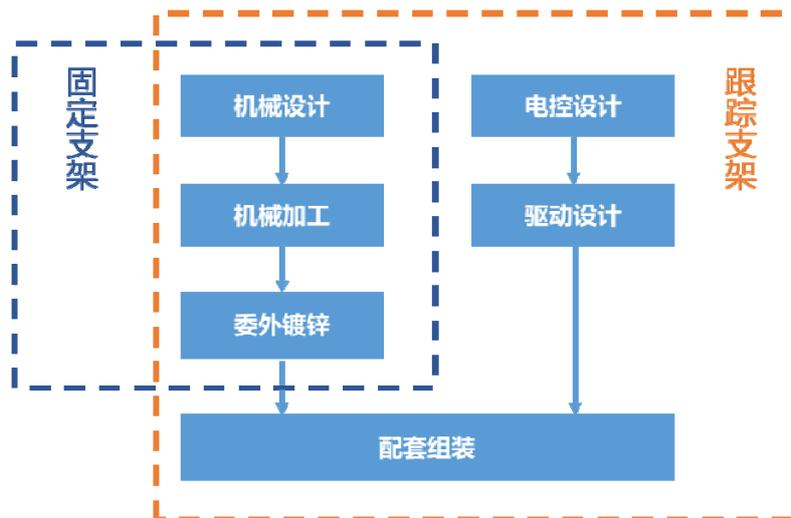 固定支架
机械设计
电控设计
跟踪支架
机械加工
驱动设计
委外镀锌
配套组装